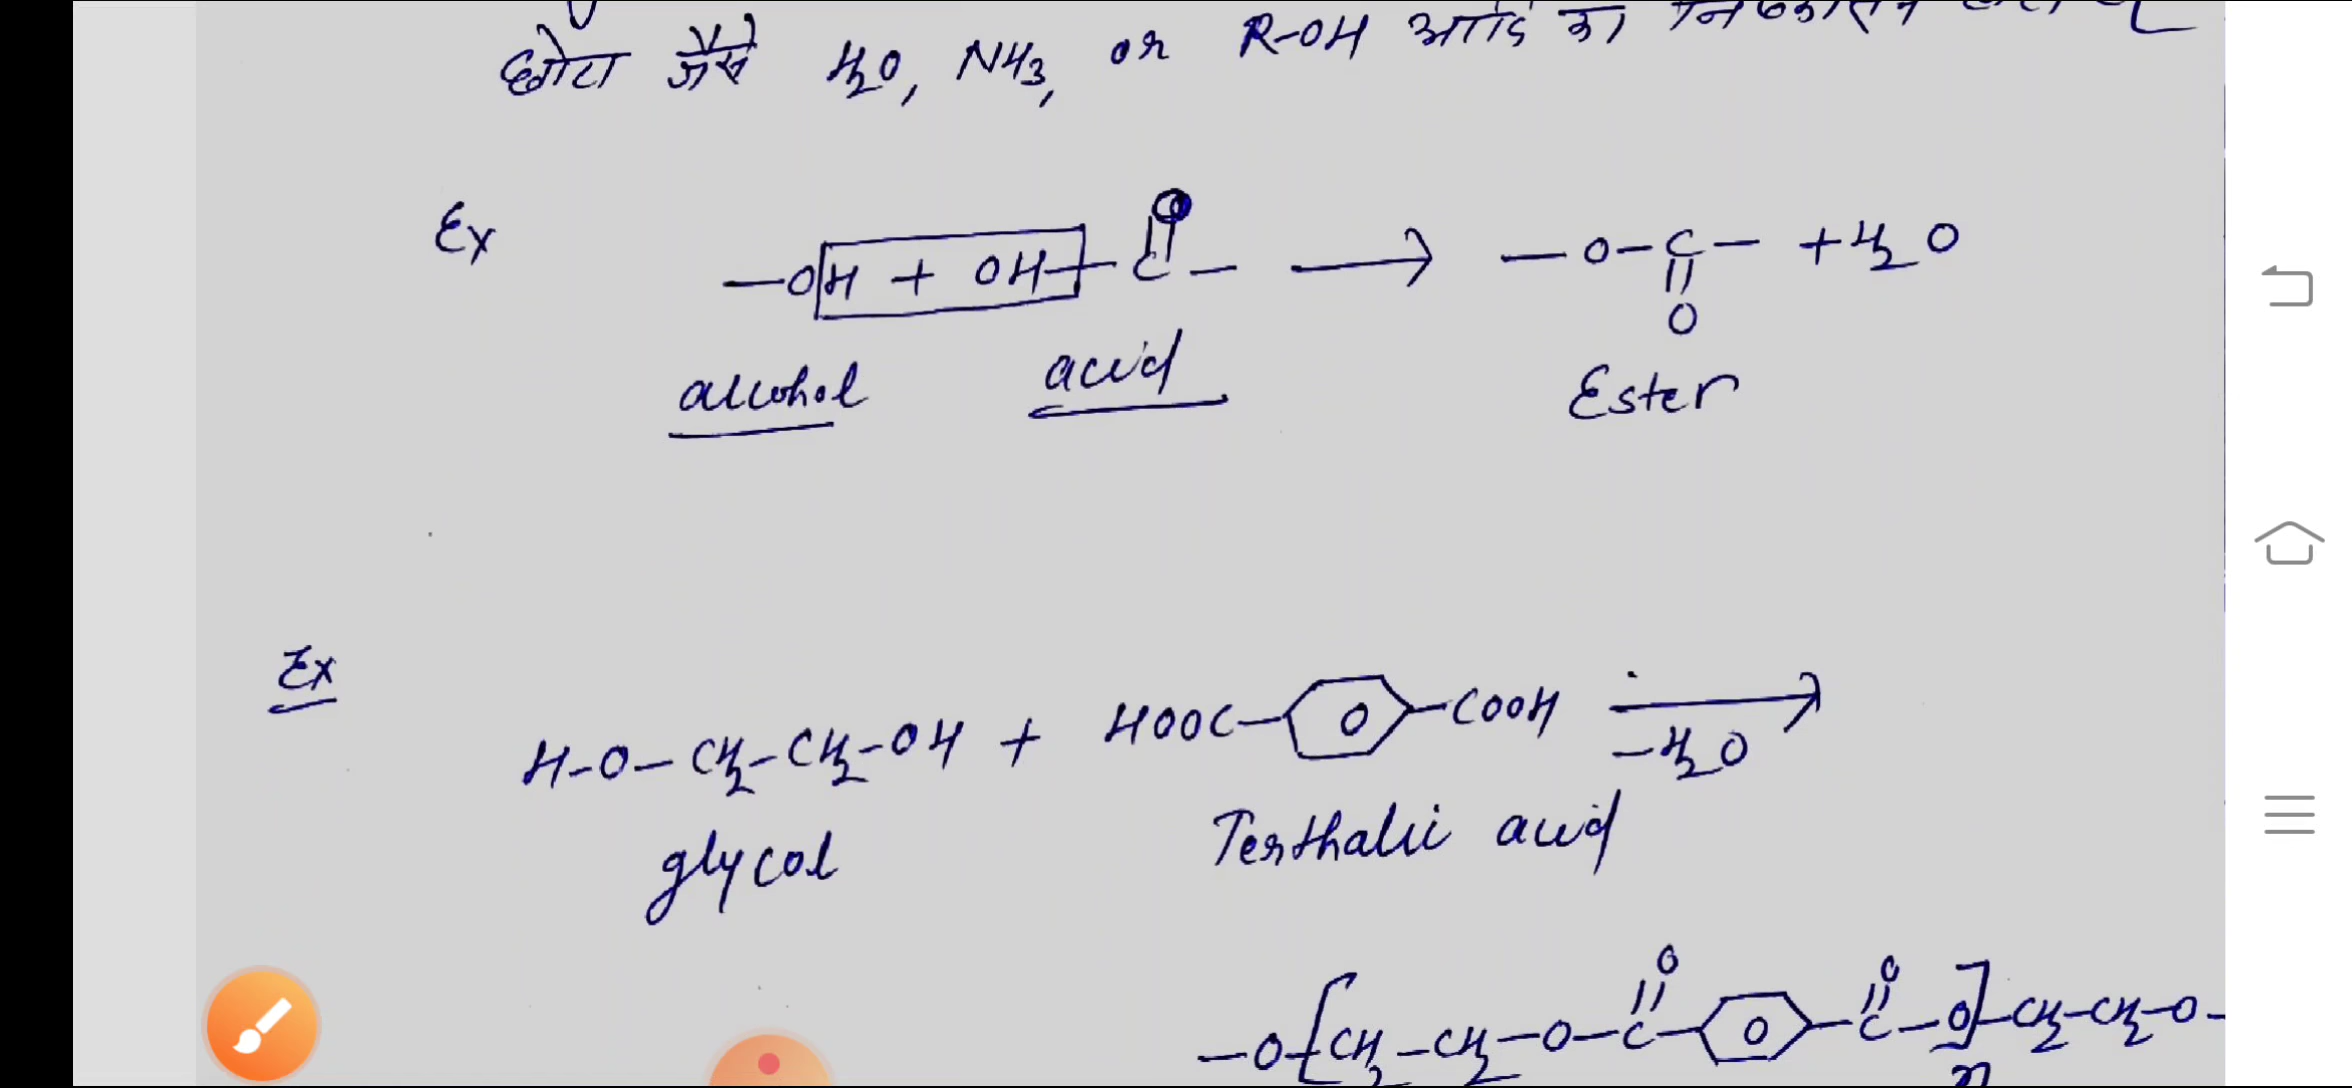 छोटा जैसे H2O, NH3, or R-OH आदि का
Ex
O
-OH + OH-C- → -O-C- + H2O
O
alcohol acid Ester
Ex
H-O-CH2-CH2-OH + HOOC-⌬-COOH →
-H2O
glycol Terthalic acid
O O
-O-[CH2-CH2-O-C-⌬-C-O]-CH2-CH2-O-
n